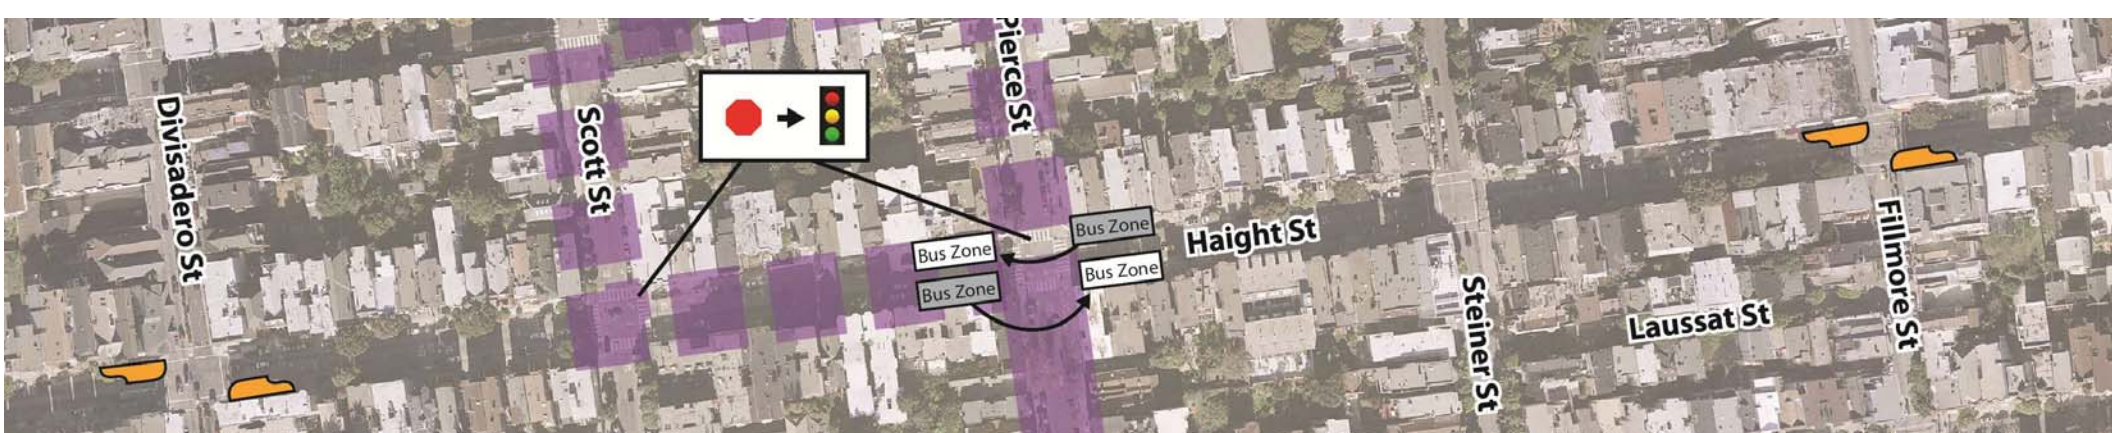 Divisadero St
Scott St
Pierce St
Bus Zone
Bus Zone
Bus Zone
Bus Zone
Haight St
Steiner St
Laussat St
Fillmore St